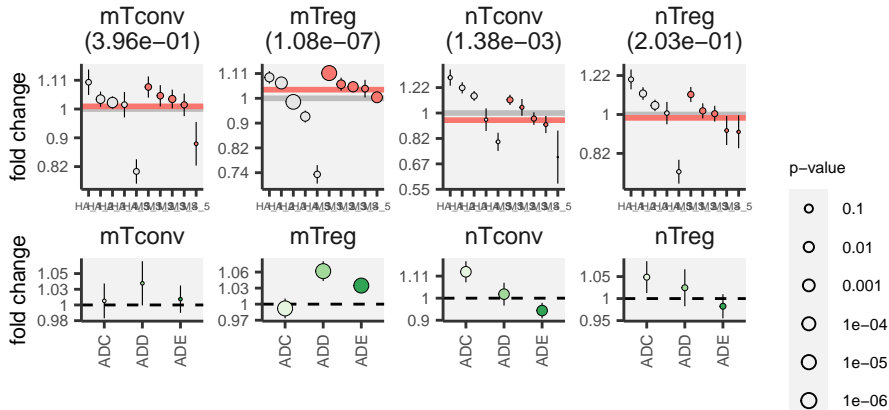 mTconv
(3.96e−01)
mTreg
(1.08e−07)
nTconv
(1.38e−03)
nTreg
(2.03e−01)
fold change
1.11
1
0.9
0.82
1.11
1
0.9
0.82
0.74
1.22
1
0.82
0.67
0.55
1.22
1
0.82
mTconv
mTreg
nTconv
nTreg
fold change
1.05
1.03
1
0.98
1.06
1.03
1
0.97
1.22
1.11
1
0.9
1.05
1
0.95
ADC
ADD
ADE
ADC
ADD
ADE
ADC
ADD
ADE
ADC
ADD
ADE
p−value
0.1
0.01
0.001
1e−04
1e−05
1e−06